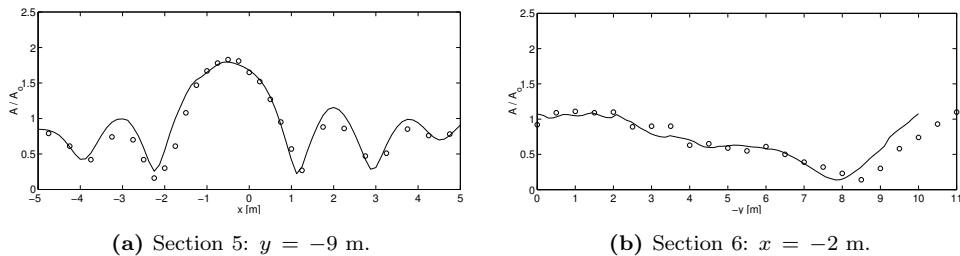 2.5
2
1.5
1
0.5
0
A / Ao
−5 −4 −3 −2 −1 0 1 2 3 4 5
x [m]
(a) Section 5: y = −9 m.
2.5
2
1.5
1
0.5
0
A / Ao
0 1 2 3 4 5 6 7 8 9 10 11
−y [m]
(b) Section 6: x = −2 m.